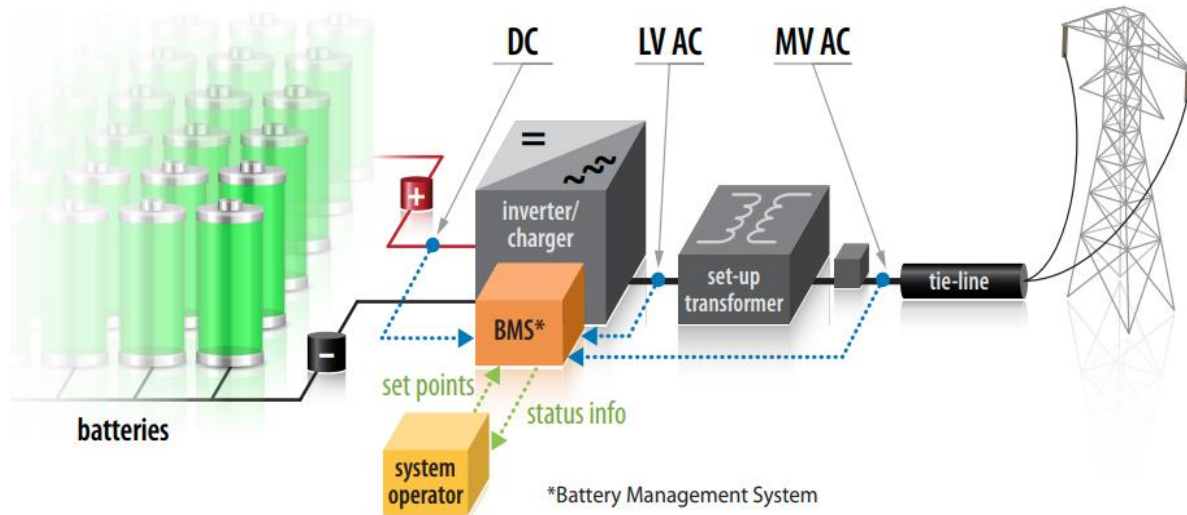 DC
LV AC
MV AC
=
+
inverter/
charger
set-up
transformer
tie-line
BMS*
-
set points
status info
batteries
system
operator
*Battery Management System